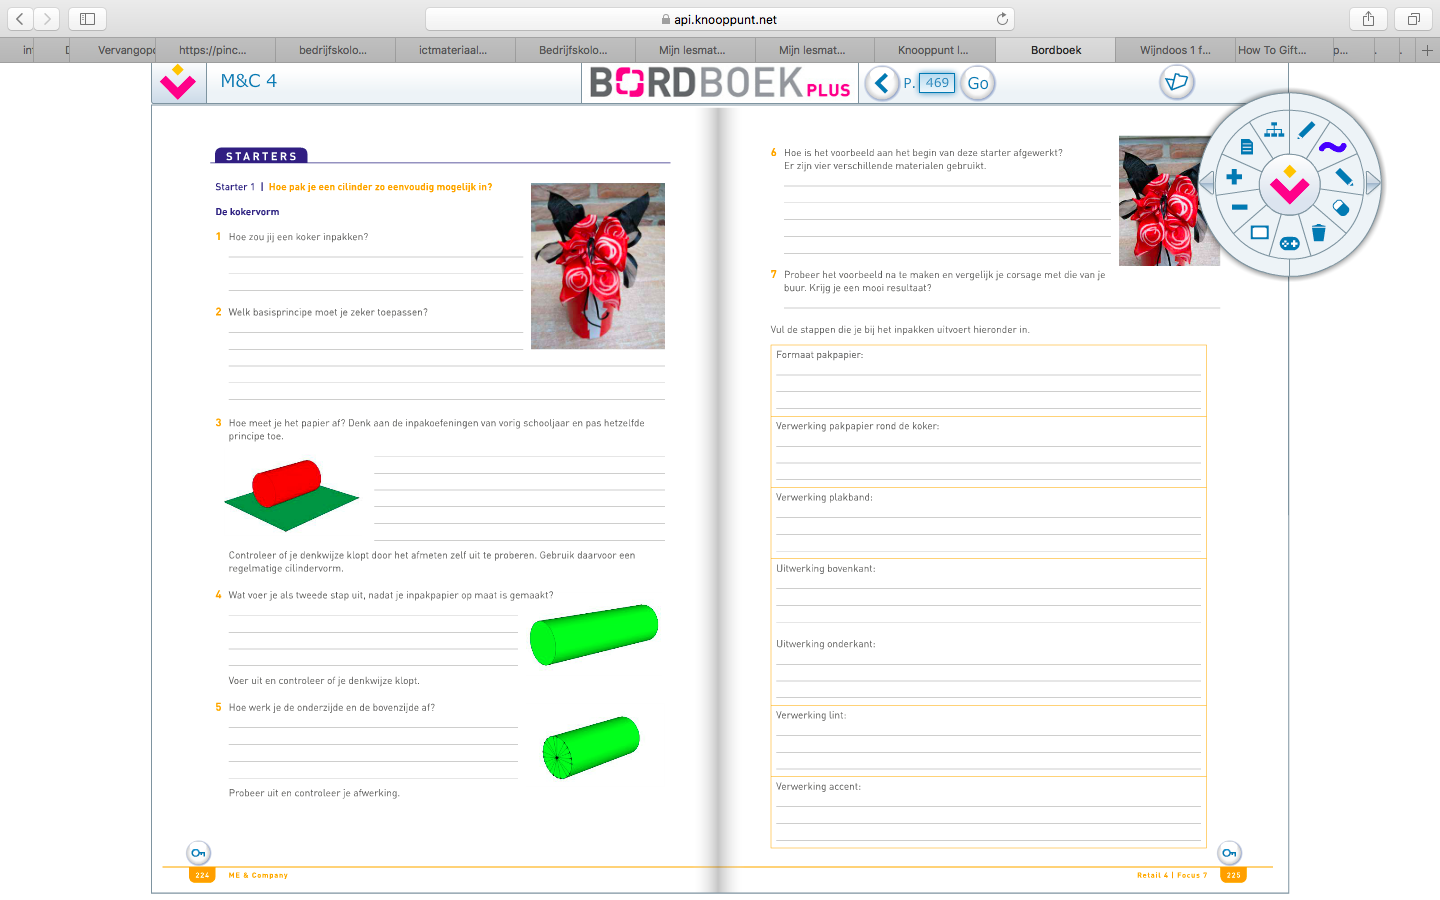 api.knooppunt.net
Vervangopd
https://pinc...
bedrijfskolo...
ictmateriaal...
Bedrijfskolo...
Mijn lesmat...
Mijn lesmat...
Knooppunt I...
Bordboek
Wijndoos 1 f...
How To Gift...
p...
M&C 4
BORDBOEK PLUS
P. 469 Go
STARTERS
Starter 1 | Hoe pak je een cilinder zo eenvoudig mogelijk in?
De kokervorm
1 Hoe zou jij een koker inpakken?
2 Welk basisprincipe moet je zeker toepassen?
3 Hoe meet je het papier af? Denk aan de inpakoefeningen van vorig schooljaar en pas hetzelfde
principe toe.
Controleer of je denkwijze klopt door het afmeten zelf uit te proberen. Gebruik daarvoor een
regelmatige cilindervorm.
4 Wat voer je als tweede stap uit, nadat je inpakpapier op maat is gemaakt?
Voer uit en controleer of je denkwijze klopt.
5 Hoe werk je de onderzijde en de bovenzijde af?
Probeer uit en controleer je afwerking.
224 ME & Company
6 Hoe is het voorbeeld aan het begin van deze starter afgewerkt?
Er zijn vier verschillende materialen gebruikt.
7 Probeer het voorbeeld na te maken en vergelijk je corsage met die van je
buur. Krijg je een mooi resultaat?
Vul de stappen die je bij het inpakken uitvoert hieronder in.
Formaat pakpapier:
Verwerking pakpapier rond de koker:
Verwerking plakband:
Uitwerking bovenkant:
Uitwerking onderkant:
Verwerking lint:
Verwerking accent:
Retail 4 | Focus 7 225